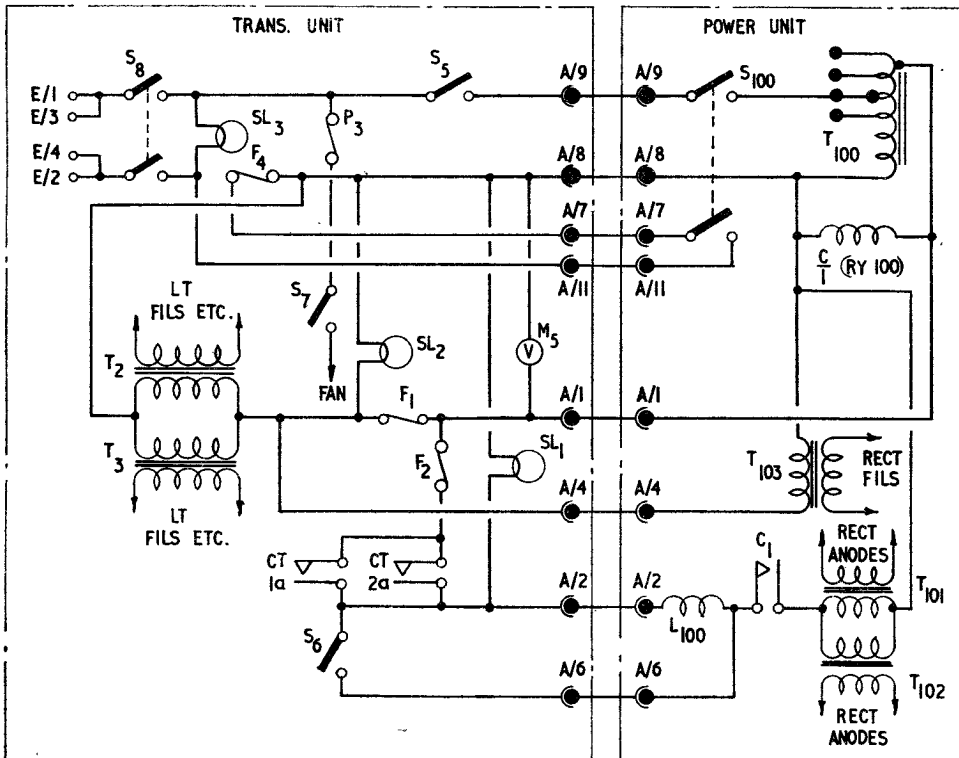 TRANS. UNIT
POWER UNIT
S8
S5
A/9
A/9
S100
E/1
E/3
SL3
P3
T100
E/4
E/2
F4
A/8
A/8
A/7
A/7
C/1 (RY 100)
A/11
A/11
LT
FILS ETC.
S7
T2
SL2
M5
V
FAN
F1
A/1
A/1
T3
F2
SL1
T103
RECT
FILS
A/4
A/4
LT
FILS ETC.
CT
1a
CT
2a
C1
RECT
ANODES
A/2
A/2
T101
L100
S6
A/6
A/6
T102
RECT
ANODES